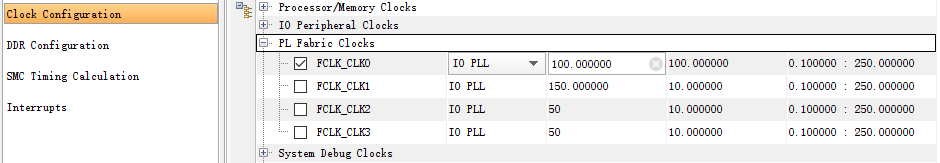 Clock Configuration
DDR Configuration
SMC Timing Calculation
Interrupts
Processor/Memory Clocks
IO Peripheral Clocks
PL Fabric Clocks
FCLK_CLK0 IO PLL 100.000000 100.000000 0.100000 : 250.000000
FCLK_CLK1 IO PLL 150.000000 10.000000 0.100000 : 250.000000
FCLK_CLK2 IO PLL 50 10.000000 0.100000 : 250.000000
FCLK_CLK3 IO PLL 50 10.000000 0.100000 : 250.000000
System Debug Clocks